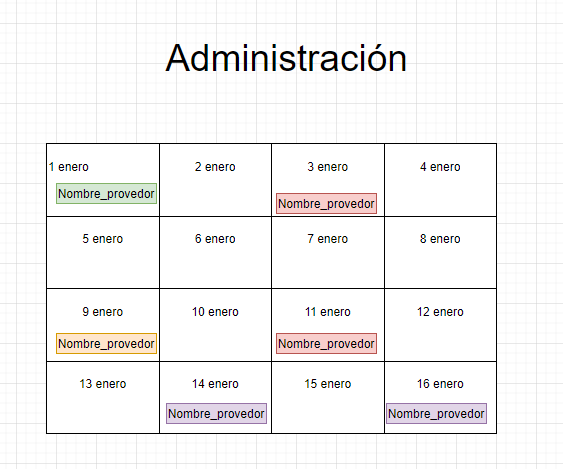 Administración
1 enero
2 enero
3 enero
4 enero
Nombre_provedor
Nombre_provedor
5 enero
6 enero
7 enero
8 enero
9 enero
10 enero
11 enero
12 enero
Nombre_provedor
Nombre_provedor
13 enero
14 enero
15 enero
16 enero
Nombre_provedor
Nombre_provedor